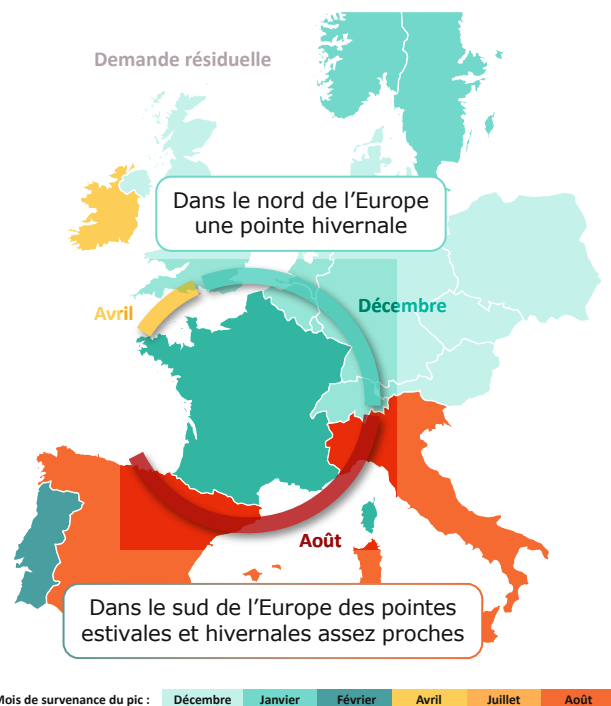 Demande résiduelle
Dans le nord de l’Europe
une pointe hivernale
Avril
Décembre
Août
Dans le sud de l’Europe des pointes
estivales et hivernales assez proches
Mois de survenance du pic : Décembre Janvier Février Avril Juillet Août